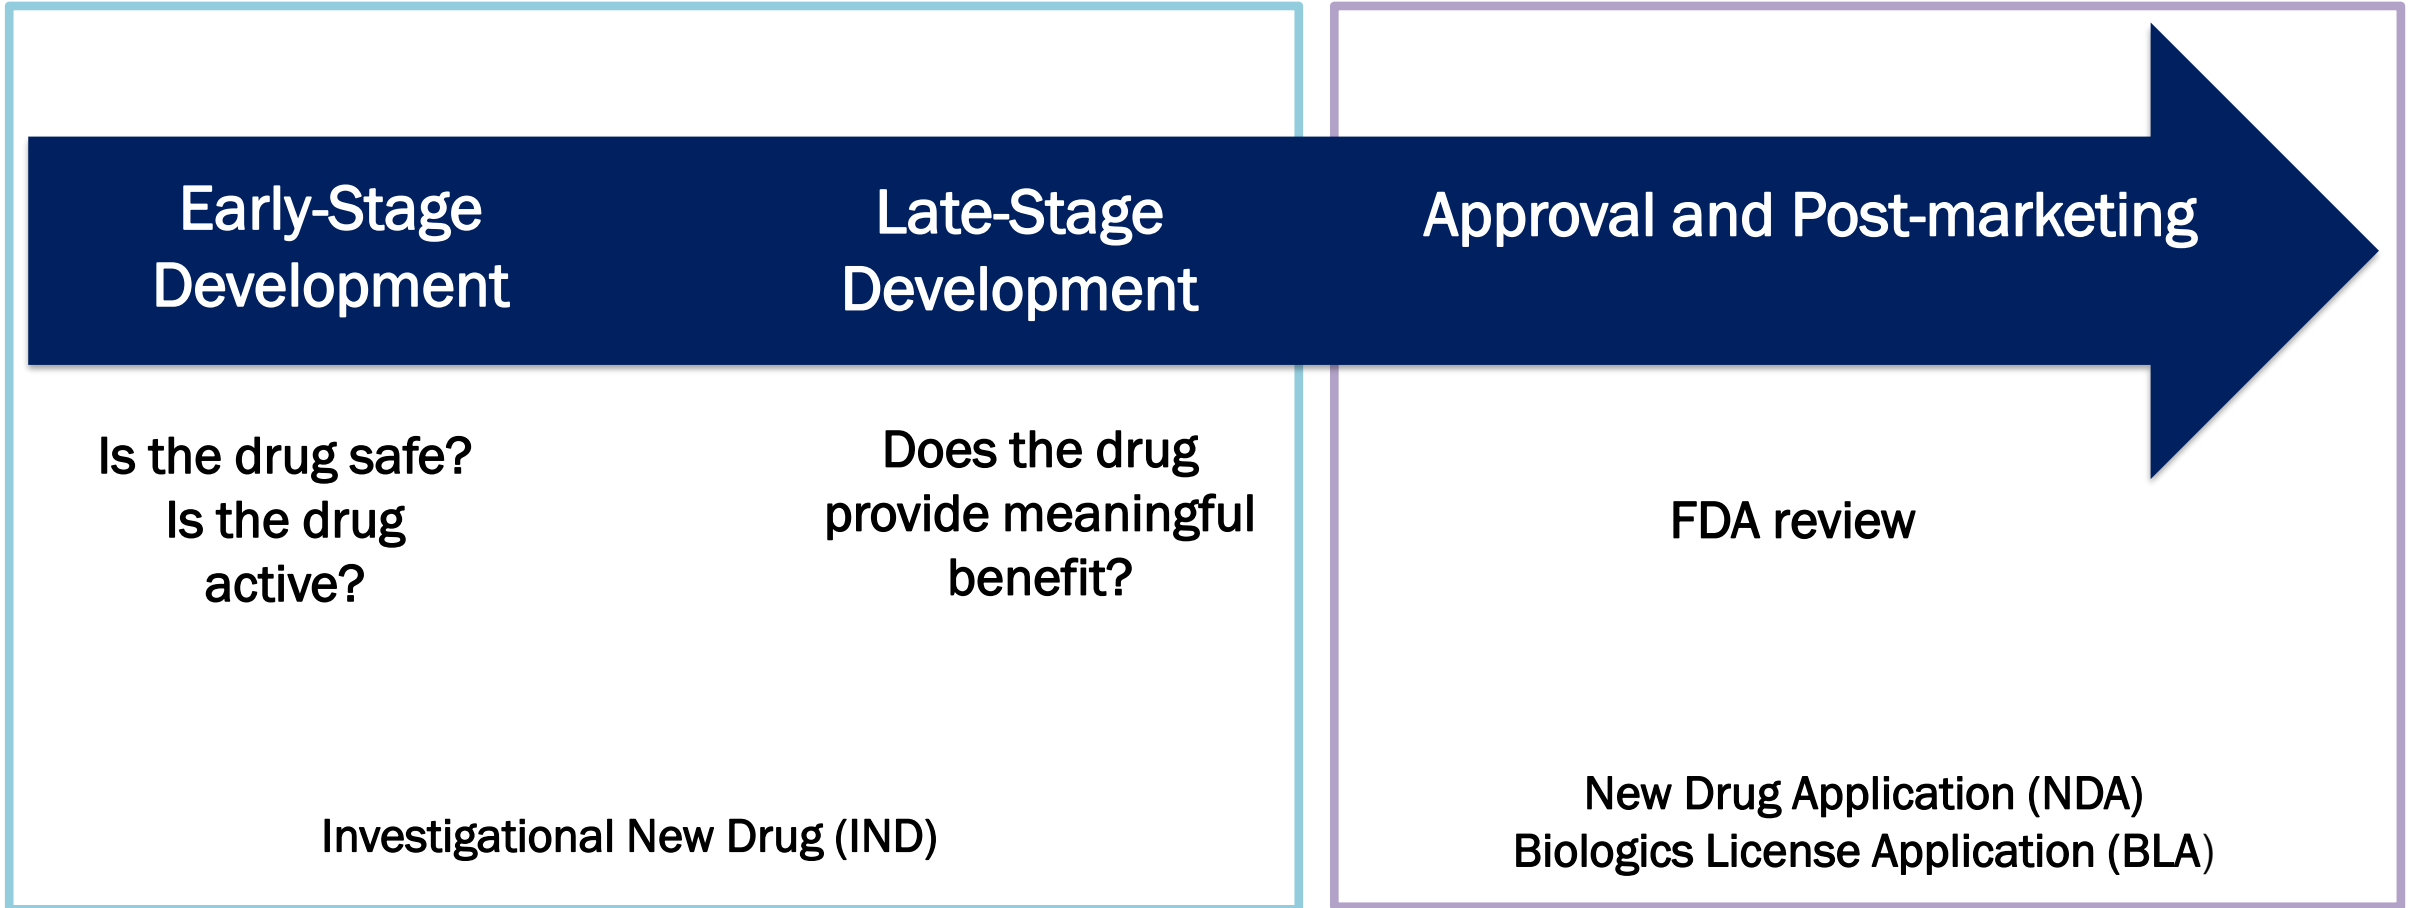 Early-Stage
Development
Late-Stage
Development
Approval and Post-marketing
Is the drug safe?
Is the drug
active?
Does the drug
provide meaningful
benefit?
FDA review
Investigational New Drug (IND)
New Drug Application (NDA)
Biologics License Application (BLA)